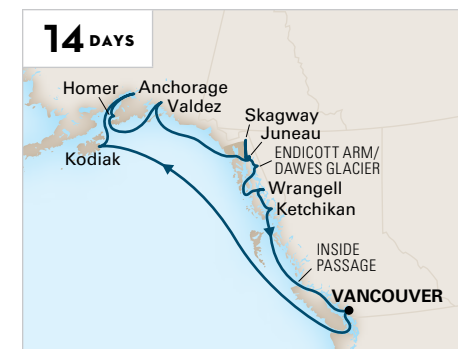 14 DAYS
Homer
Anchorage
Valdez
Kodiak
Skagway
Juneau
ENDICOTT ARM/
DAWES GLACIER
Wrangell
Ketchikan
INSIDE
PASSAGE
VANCOUVER